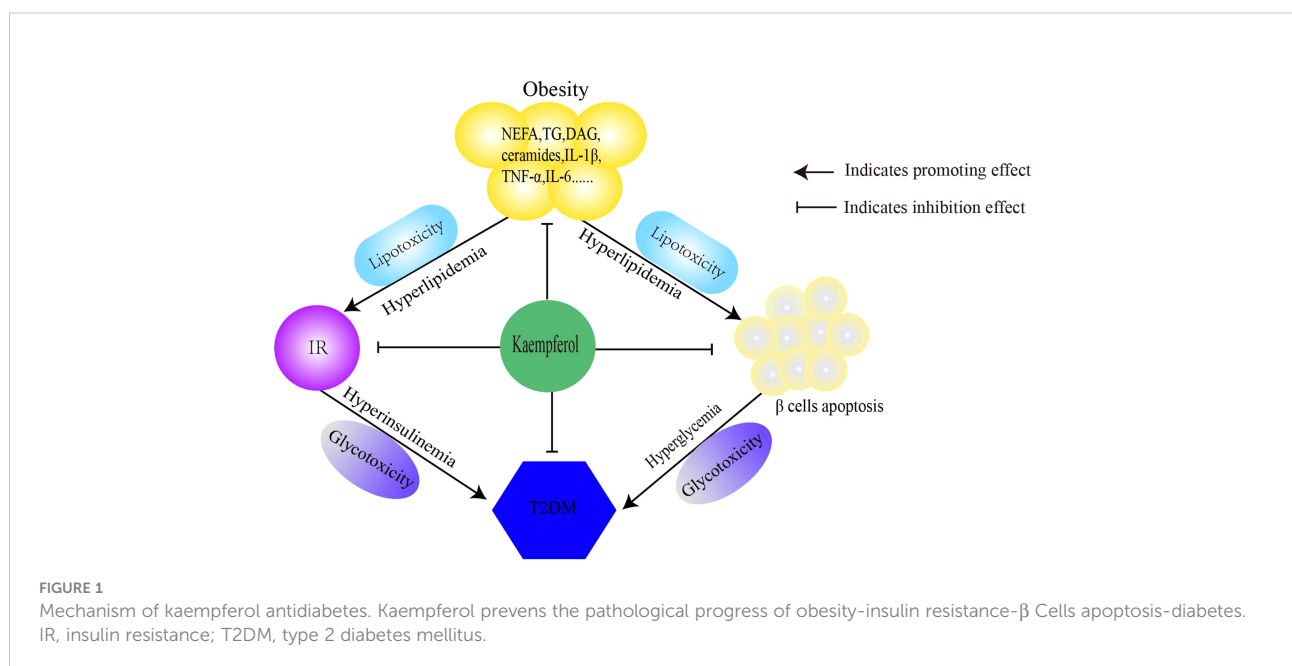 Obesity
NEFA,TG,DAG,
ceramides,IL-1β,
TNF-α,IL-6......
Indicates promoting effect
Indicates inhibition effect
Lipotoxicity
Hyperlipidemia
Lipotoxicity
Hyperlipidemia
IR
Kaempferol
β cells apoptosis
Hyperinsulinemia
Glycotoxicity
Hyperglycemia
Glycotoxicity
T2DM
FIGURE 1
Mechanism of kaempferol antidiabetes. Kaempferol prevens the pathological progress of obesity-insulin resistance-β Cells apoptosis-diabetes.
IR, insulin resistance; T2DM, type 2 diabetes mellitus.